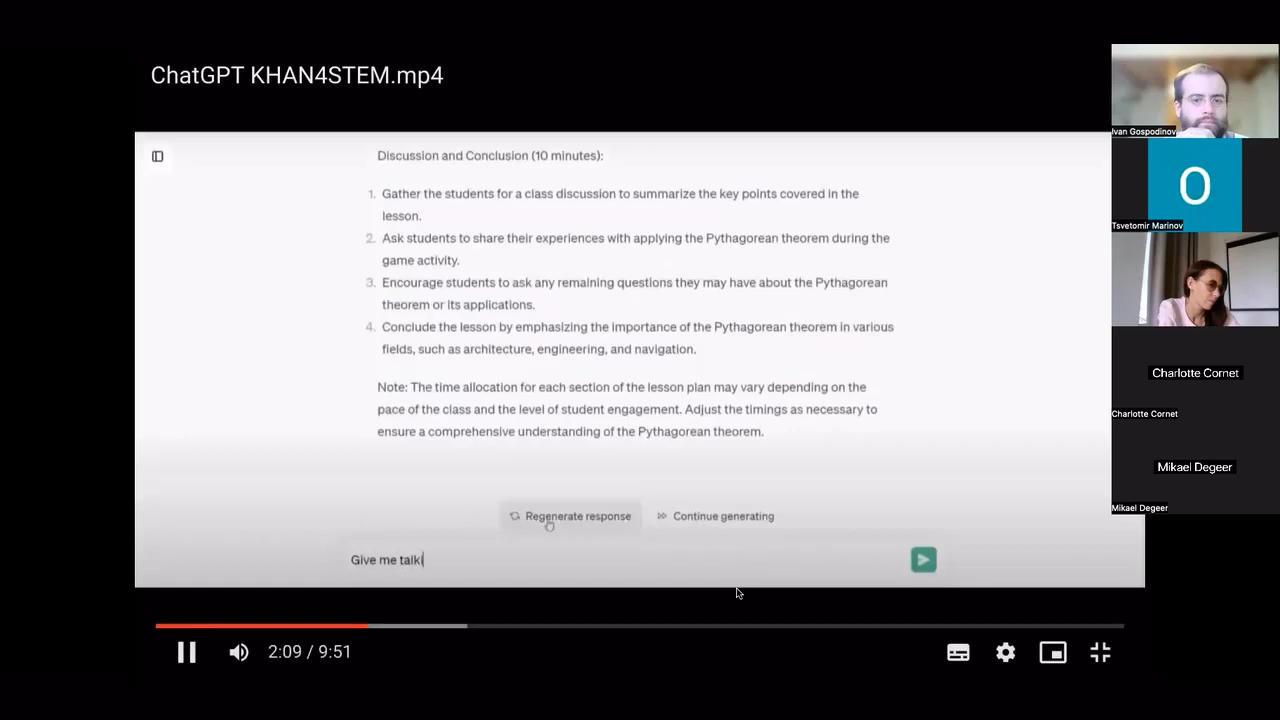 ChatGPT KHAN4STEM.mp4
Discussion and Conclusion (10 minutes):
1. Gather the students for a class discussion to summarize the key points covered in the
lesson.
2. Ask students to share their experiences with applying the Pythagorean theorem during the
game activity.
3. Encourage students to ask any remaining questions they may have about the Pythagorean
theorem or its applications.
4. Conclude the lesson by emphasizing the importance of the Pythagorean theorem in various
fields, such as architecture, engineering, and navigation.
Note: The time allocation for each section of the lesson plan may vary depending on the
pace of the class and the level of student engagement. Adjust the timings as necessary to
ensure a comprehensive understanding of the Pythagorean theorem.
Regenerate response
Continue generating
Give me talki
2:09 / 9:51
Ivan Gospodinov
O
Tsvetomir Marinov
Charlotte Cornet
Charlotte Cornet
Mikael Degeer
Mikael Degeer